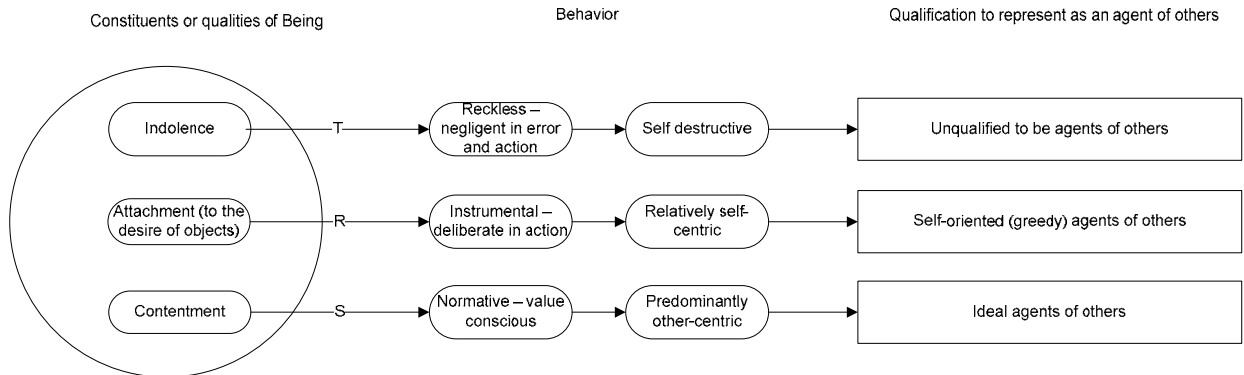 Constituents or qualities of Being
Behavior
Qualification to represent as an agent of others
Indolence
T
Reckless –
negligent in error
and action
Self destructive
Unqualified to be agents of others
Attachment (to the
desire of objects)
R
Instrumental –
deliberate in action
Relatively self-
centric
Self-oriented (greedy) agents of others
Contentment
S
Normative – value
conscious
Predominantly
other-centric
Ideal agents of others